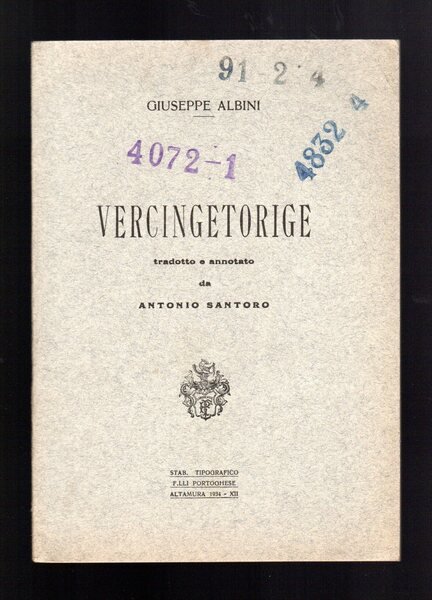 91-2 4
GIUSEPPE ALBINI
4832 4
4072-1
VERCINGETORIGE
tradotto e annotato
da
ANTONIO SANTORO
STAB. TIPOGRAFICO
F.LLI PORTOGHESE
ALTAMURA 1934 - XII